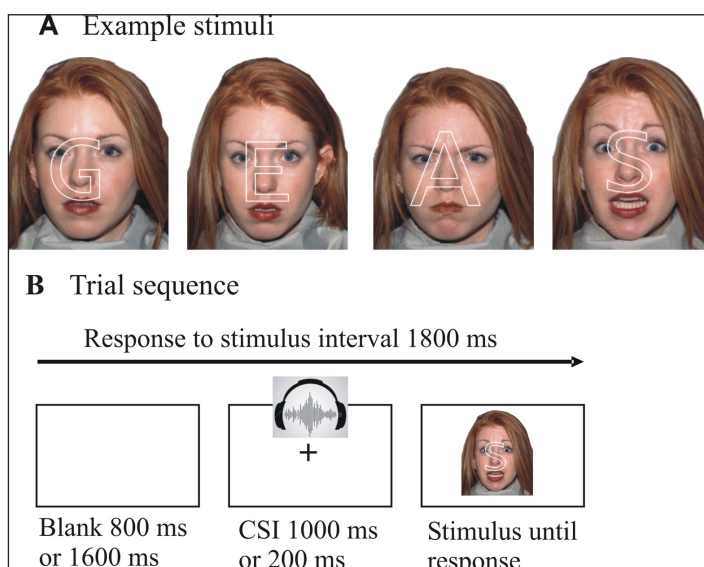 A Example stimuli
G E A S
B Trial sequence
Response to stimulus interval 1800 ms
+
S
Blank 800 ms
or 1600 ms
CSI 1000 ms
or 200 ms
Stimulus until
response